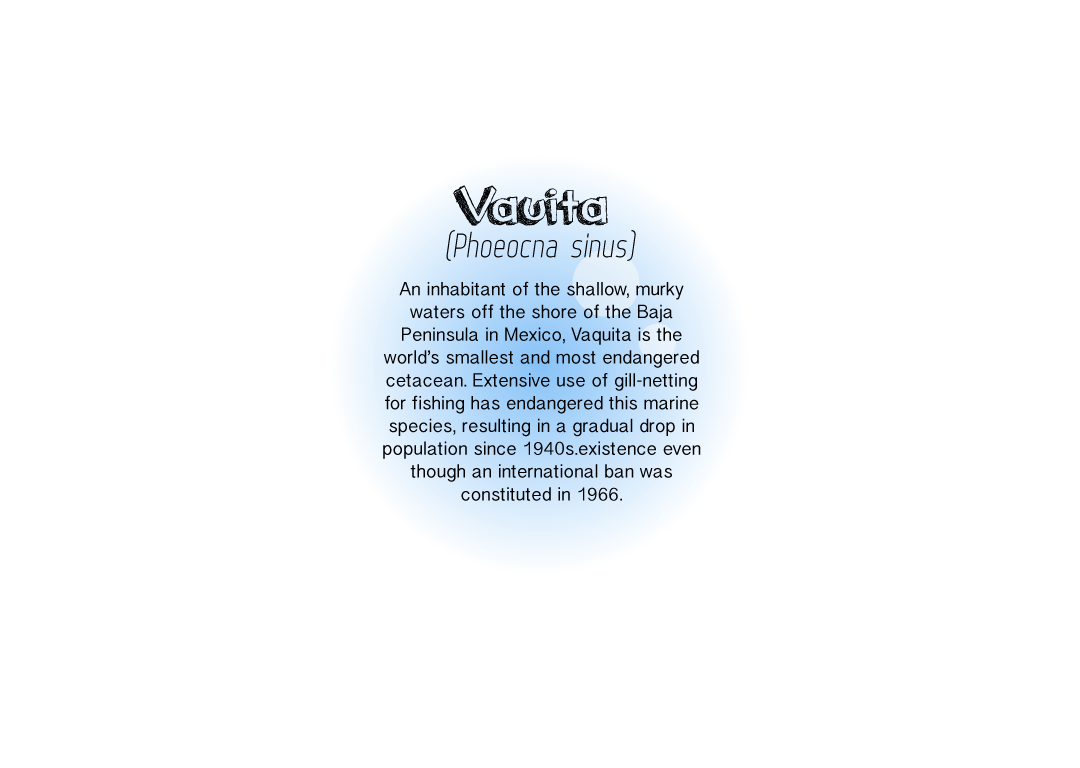 Vauita
(Phoeocna sinus)
An inhabitant of the shallow, murky
waters off the shore of the Baja
Peninsula in Mexico, Vaquita is the
world’s smallest and most endangered
cetacean. Extensive use of gill-netting
for fishing has endangered this marine
species, resulting in a gradual drop in
population since 1940s.existence even
though an international ban was
constituted in 1966.